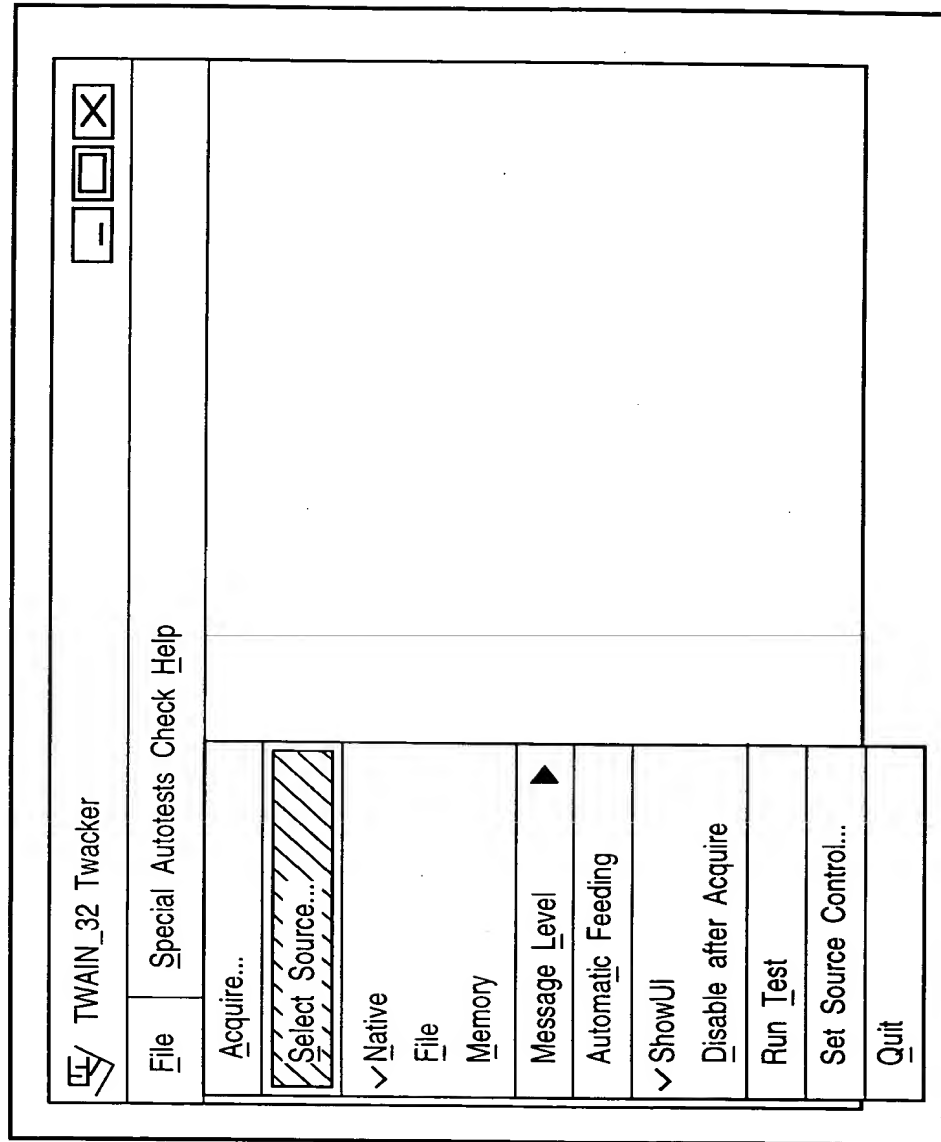 TWAIN_32 Twacker
File Special Autotests Check Help
Acquire...
Select Source...
✓Native
File
Memory
Message Level ▶
Automatic Feeding
✓ShowUI
Disable after Acquire
Run Test
Set Source Control...
Quit